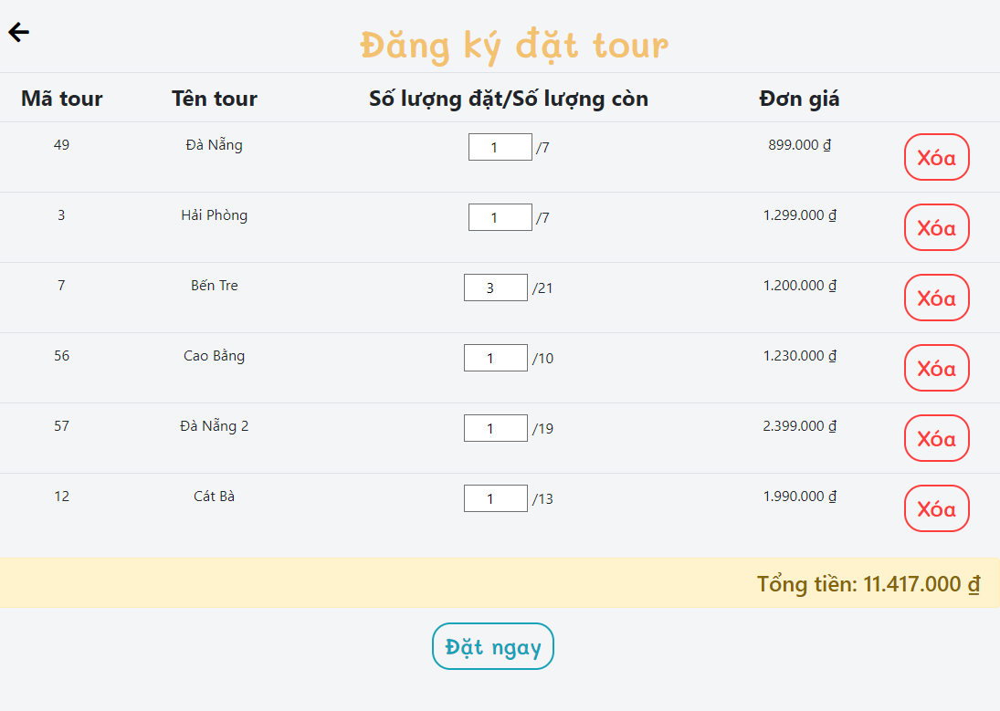 Đăng ký đặt tour
Mã tour Tên tour Số lượng đặt/Số lượng còn Đơn giá
49 Đà Nẵng 1 /7 899.000 ₫ Xóa
3 Hải Phòng 1 /7 1.299.000 ₫ Xóa
7 Bến Tre 3 /21 1.200.000 ₫ Xóa
56 Cao Bằng 1 /10 1.230.000 ₫ Xóa
57 Đà Nẵng 2 1 /19 2.399.000 ₫ Xóa
12 Cát Bà 1 /13 1.990.000 ₫ Xóa
Tổng tiền: 11.417.000 ₫
Đặt ngay